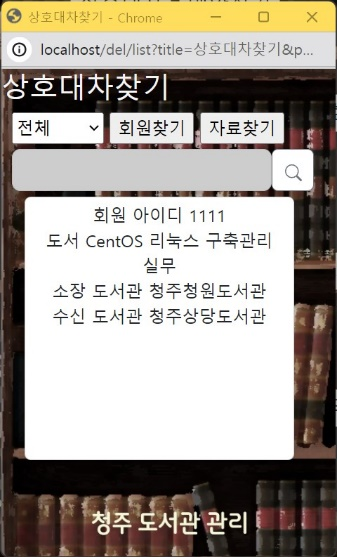 상호대차찾기 - Chrome
localhost/del/list?title=상호대차찾기&p...
상호대차찾기
전체 회원찾기 자료찾기
회원 아이디 1111
도서 CentOS 리눅스 구축관리
실무
소장 도서관 청주청원도서관
수신 도서관 청주상당도서관
청주 도서관 관리